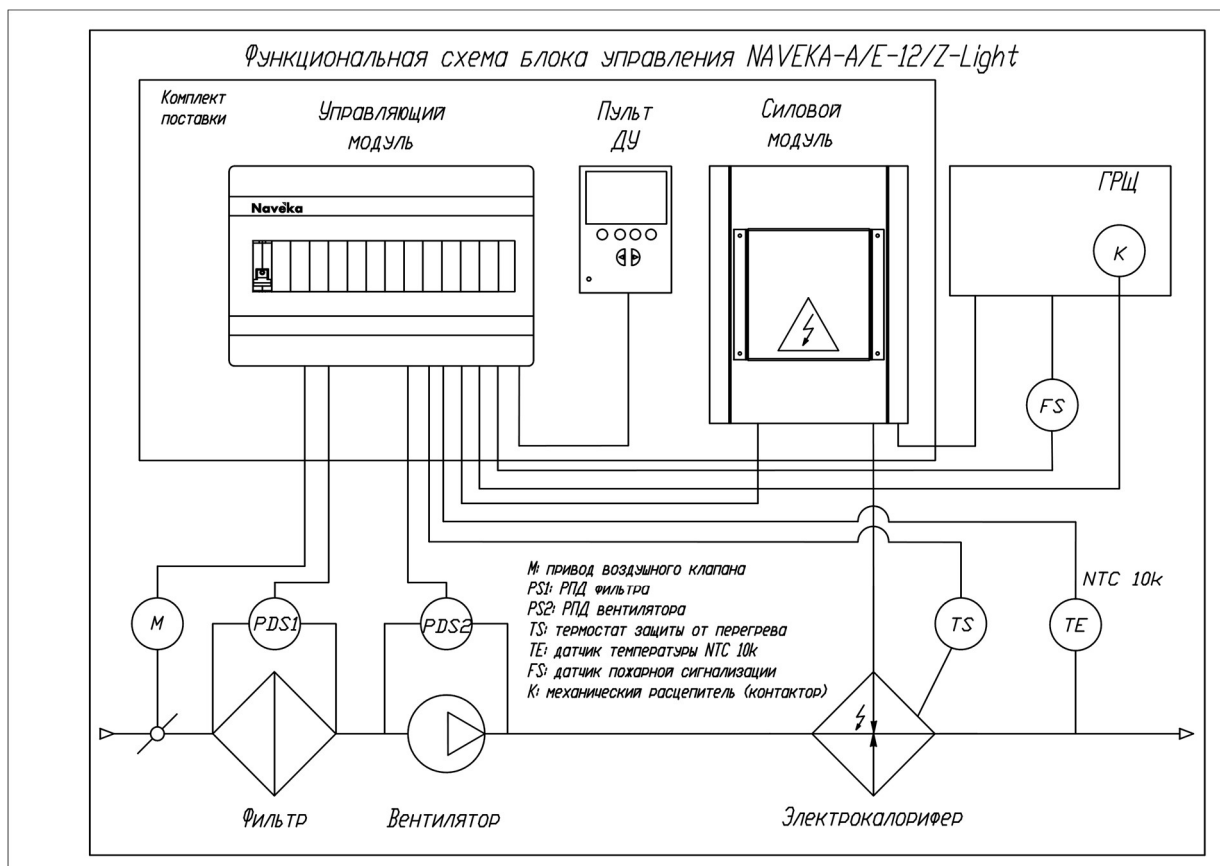 Функциональная схема блока управления NAVEKA-A/E-12/Z-Light
Комплект
поставки
Управляющий
модуль
Пульт
ДУ
Силовой
модуль
ГРЩ
Navēka
K
FS
M: привод воздушного клапана
PS1: РПД фильтра
PS2: РПД вентилятора
TS: термостат защиты от перегрева
TE: датчик температуры NTC 10k
FS: датчик пожарной сигнализации
K: механический расцепитель (контактор)
NTC 10k
M
PDS1
PDS2
TS
TE
Фильтр
Вентилятор
Электрокалорифер